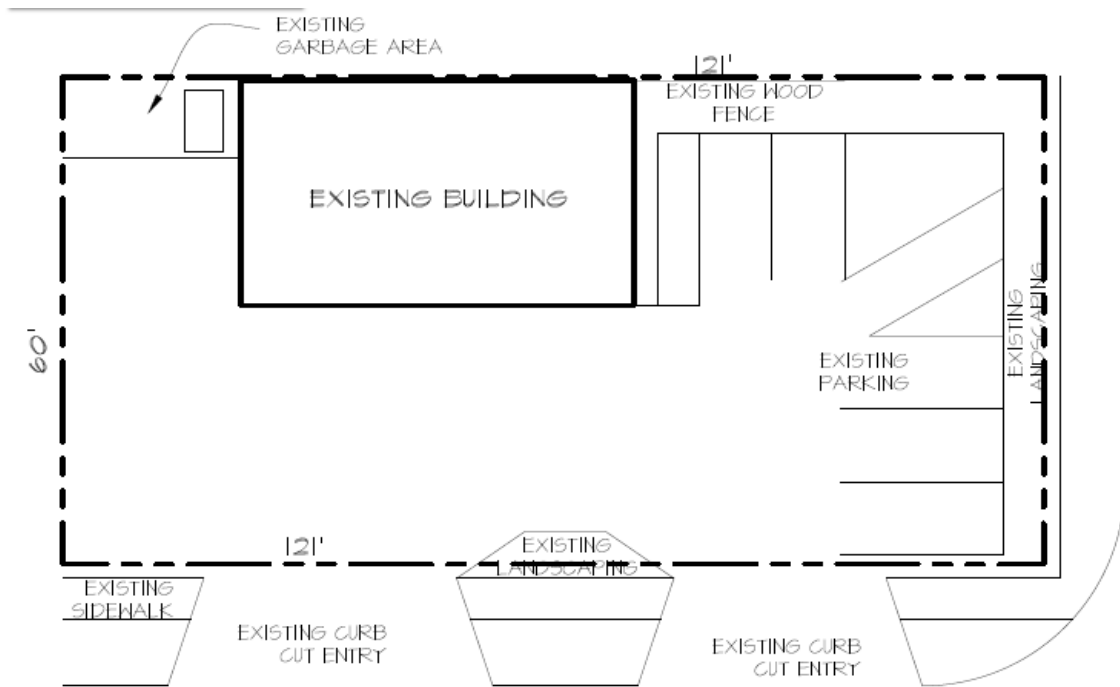 EXISTING
GARBAGE AREA
121'
EXISTING WOOD
FENCE
EXISTING BUILDING
60'
EXISTING
PARKING
EXISTING
LANDSCAPING
121'
EXISTING
LANDSCAPING
EXISTING
SIDEWALK
EXISTING CURB
CUT ENTRY
EXISTING CURB
CUT ENTRY